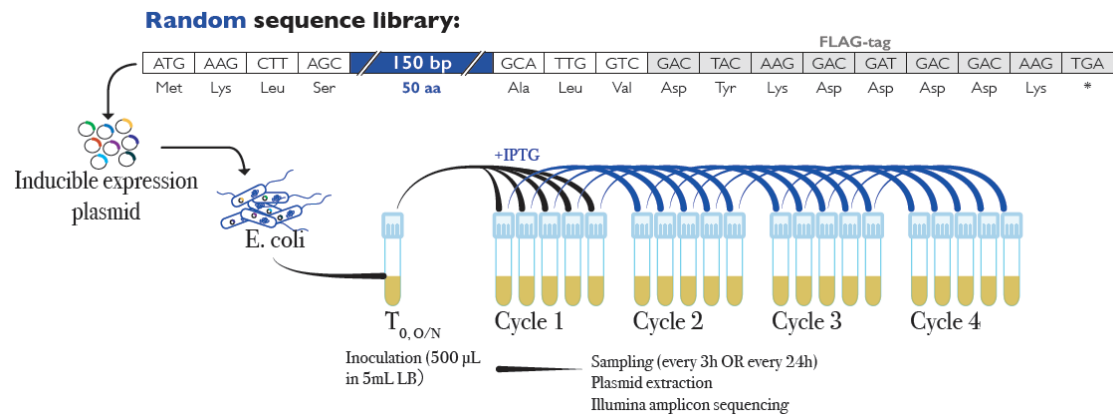 Random sequence library:
FLAG-tag
ATG AAG CTT AGC 150 bp GCA TTG GTC GAC TAC AAG GAC GAT GAC GAC AAG TGA
Met Lys Leu Ser 50 aa Ala Leu Val Asp Tyr Lys Asp Asp Asp Asp Lys *
+IPTG
Inducible expression
plasmid
E. coli
T0, O/N
Cycle 1
Cycle 2
Cycle 3
Cycle 4
Inoculation (500 µL
in 5mL LB)
Sampling (every 3h OR every 24h)
Plasmid extraction
Illumina amplicon sequencing